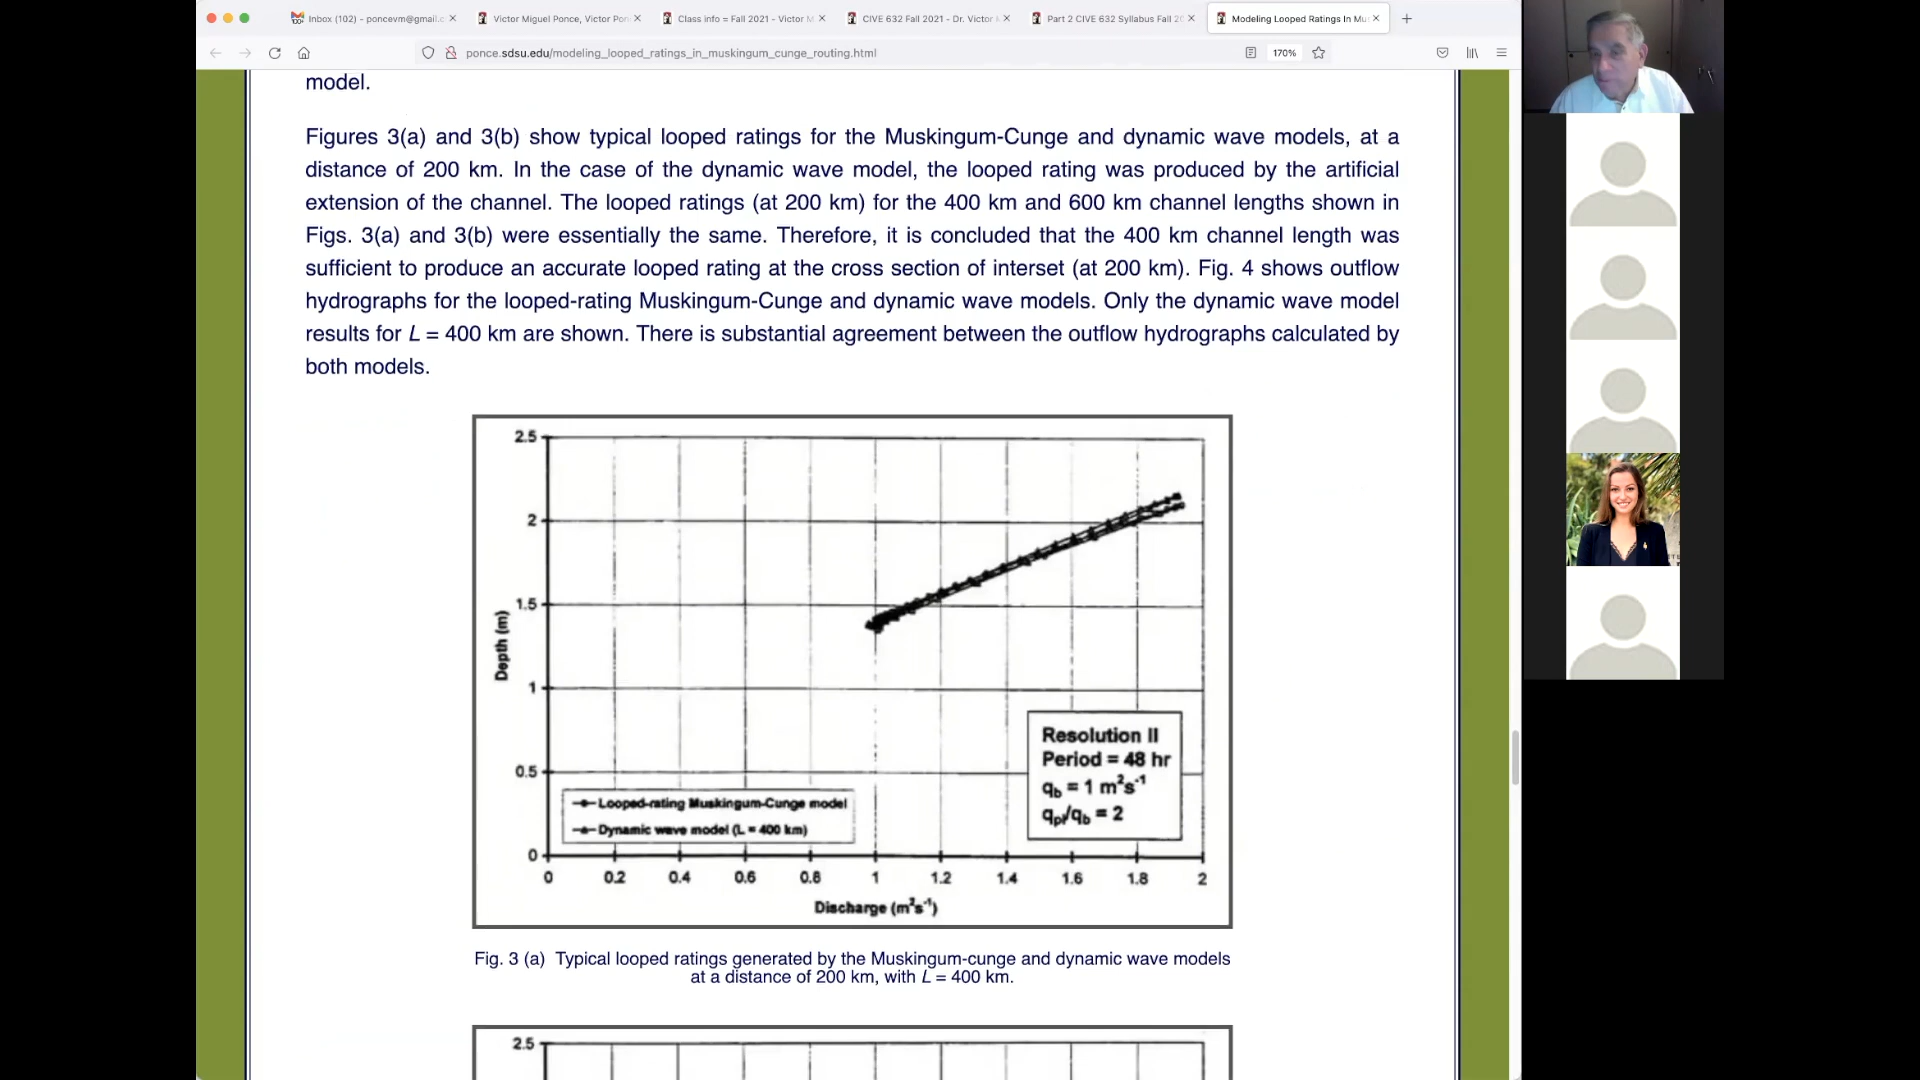 Inbox (102) - poncevm@gmail.c
Victor Miguel Ponce, Victor Pon
Class info = Fall 2021 - Victor M
CIVE 632 Fall 2021 - Dr. Victor
Part 2 CIVE 632 Syllabus Fall 20
Modeling Looped Ratings In Mu
ponce.sdsu.edu/modeling_looped_ratings_in_muskingum_cunge_routing.html
170%
model.
Figures 3(a) and 3(b) show typical looped ratings for the Muskingum-Cunge and dynamic wave models, at a
distance of 200 km. In the case of the dynamic wave model, the looped rating was produced by the artificial
extension of the channel. The looped ratings (at 200 km) for the 400 km and 600 km channel lengths shown in
Figs. 3(a) and 3(b) were essentially the same. Therefore, it is concluded that the 400 km channel length was
sufficient to produce an accurate looped rating at the cross section of interset (at 200 km). Fig. 4 shows outflow
hydrographs for the looped-rating Muskingum-Cunge and dynamic wave models. Only the dynamic wave model
results for L = 400 km are shown. There is substantial agreement between the outflow hydrographs calculated by
both models.
2.5
2
1.5
1
0.5
0
Depth (m)
Resolution II
Period = 48 hr
qb = 1 m²s⁻¹
qpi/qb = 2
Looped-rating Muskingum-Cunge model
Dynamic wave model (L = 400 km)
0 0.2 0.4 0.6 0.8 1 1.2 1.4 1.6 1.8 2
Discharge (m²s⁻¹)
Fig. 3 (a) Typical looped ratings generated by the Muskingum-cunge and dynamic wave models
at a distance of 200 km, with L = 400 km.
2.5